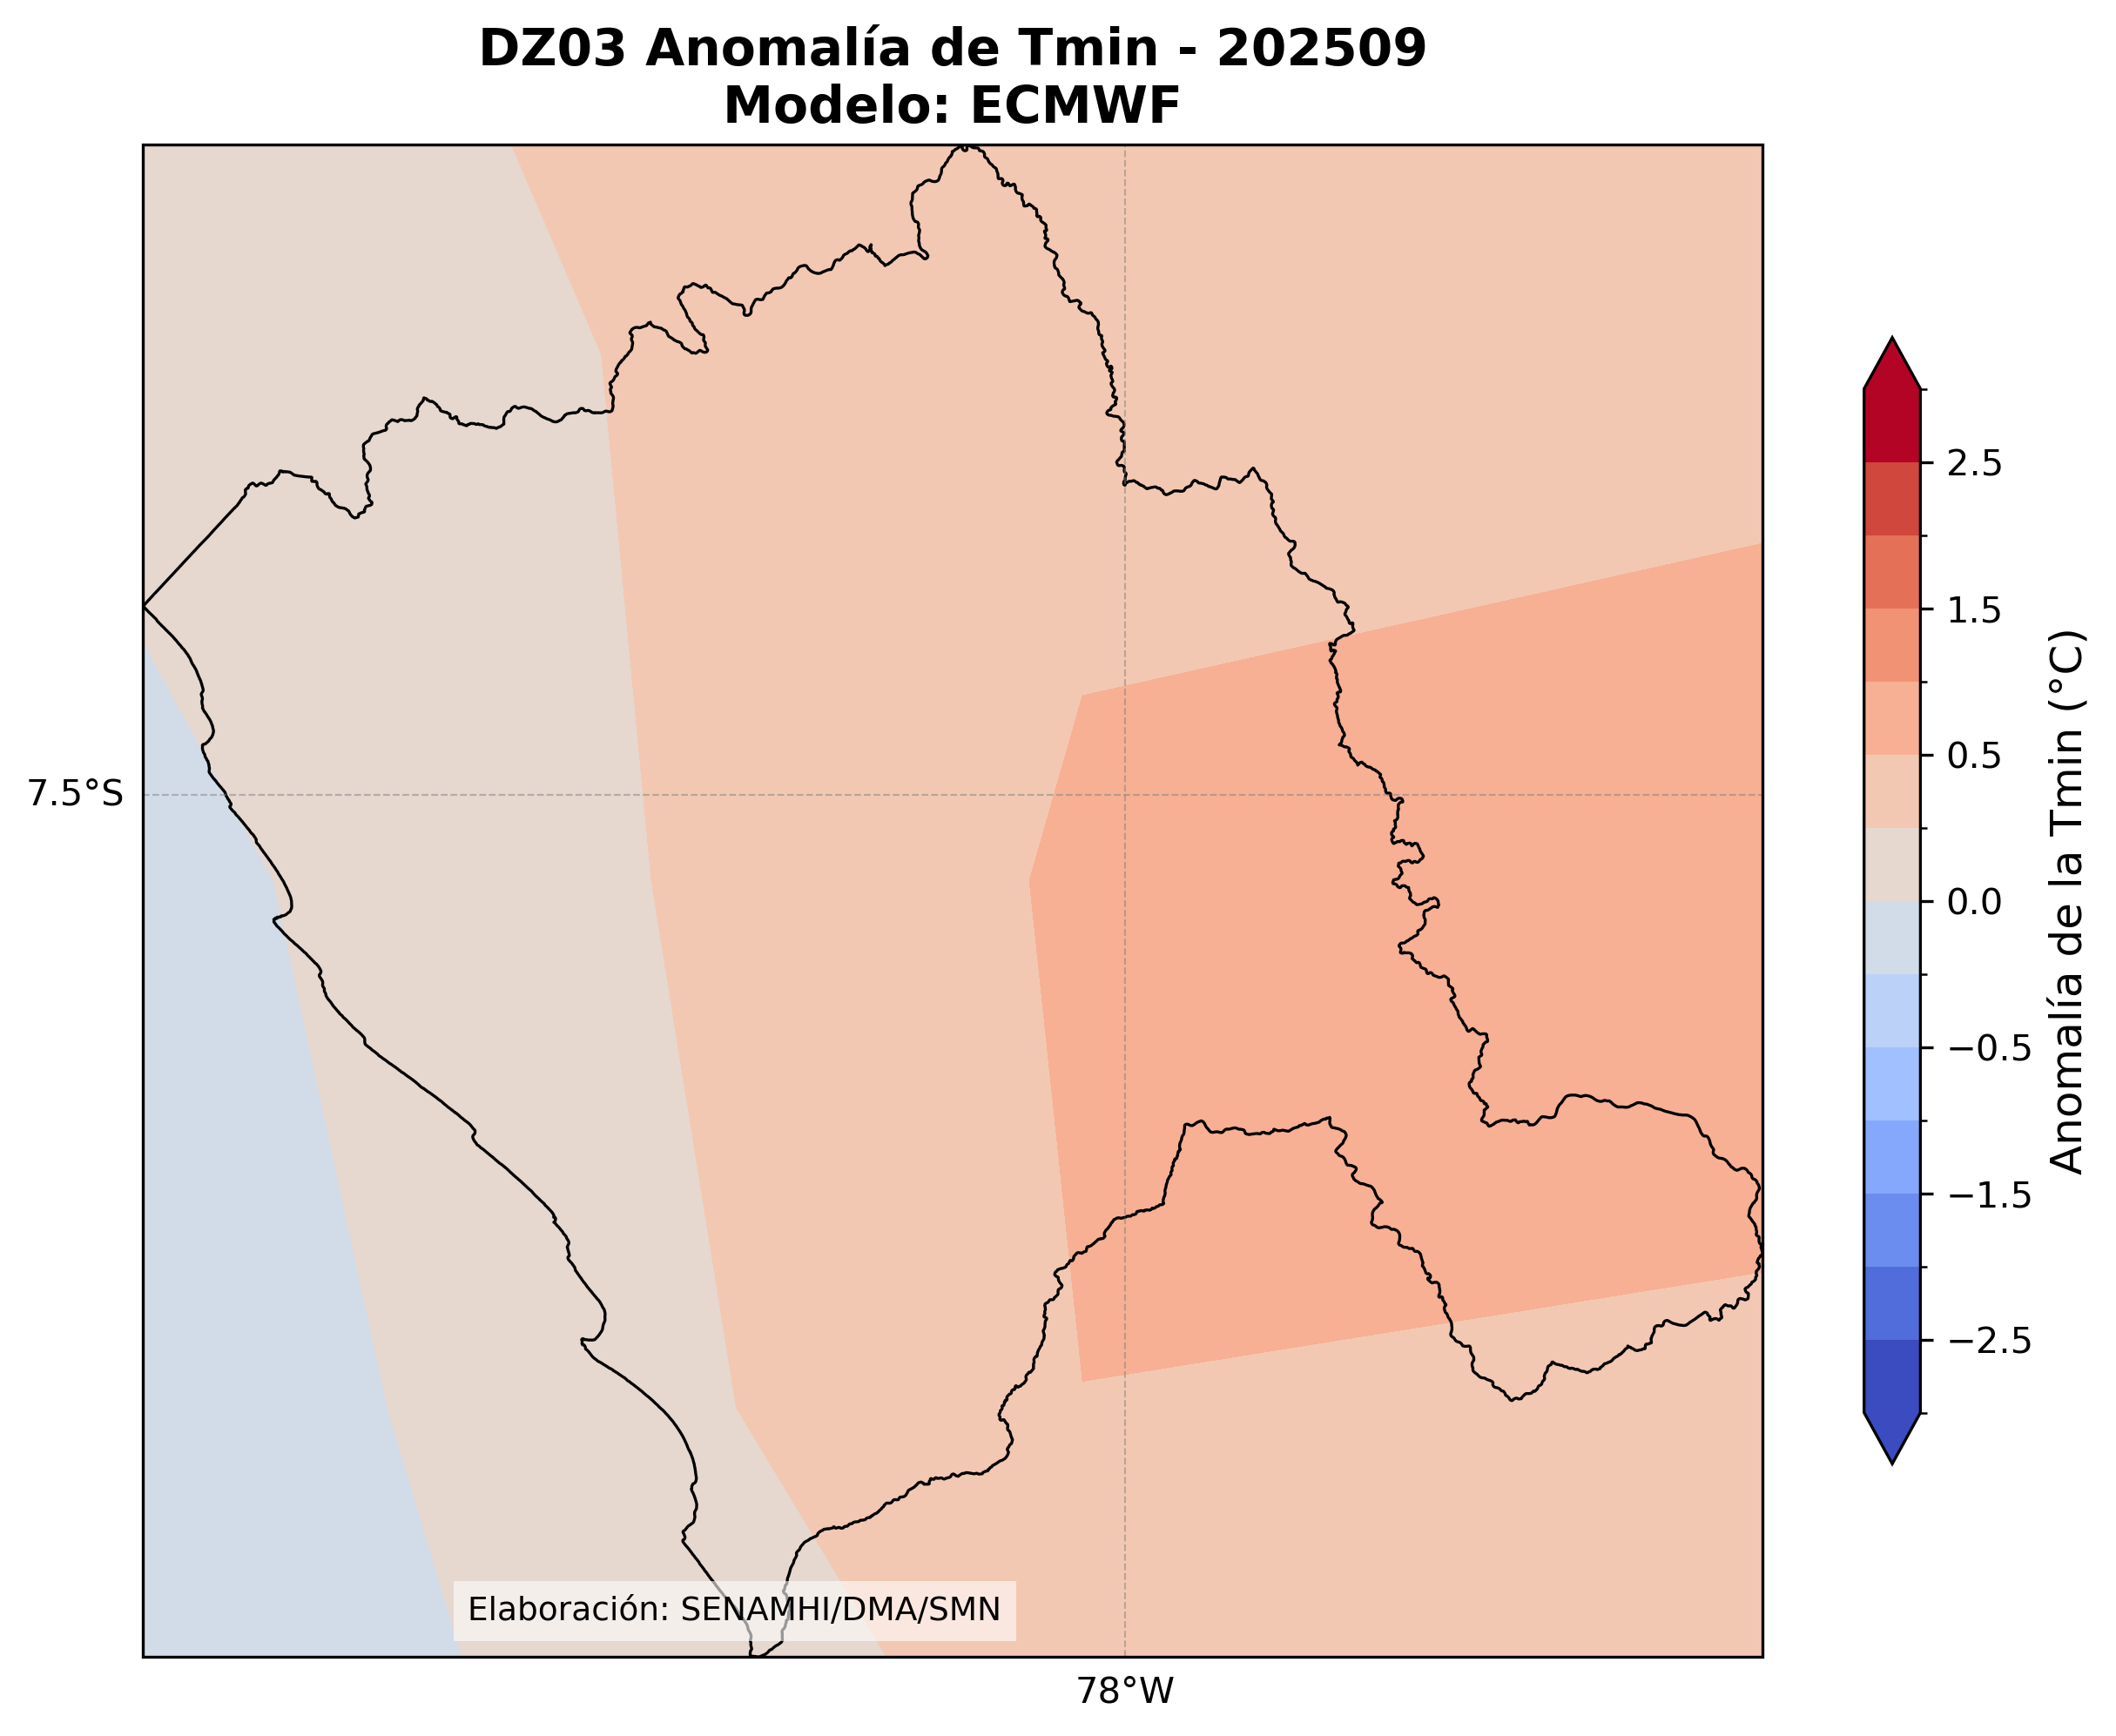 DZ03 Anomalía de Tmin - 202509
Modelo: ECMWF
7.5°S
78°W
2.5
1.5
0.5
0.0
−0.5
−1.5
−2.5
Anomalía de la Tmin (°C)
Elaboración: SENAMHI/DMA/SMN